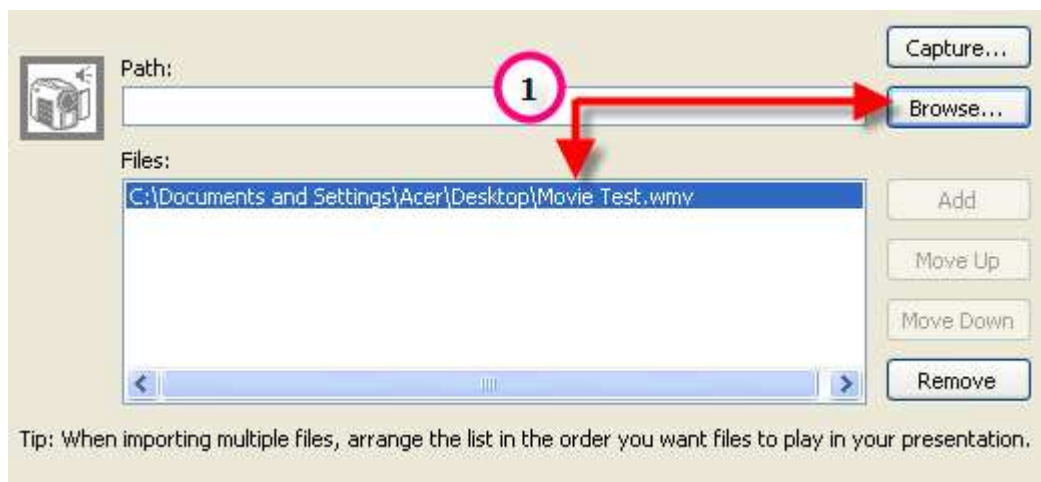 Capture...
Path:
1
Browse...
Files:
C:\Documents and Settings\Acer\Desktop\Movie Test.wmv
Add
Move Up
Move Down
Remove
Tip: When importing multiple files, arrange the list in the order you want files to play in your presentation.